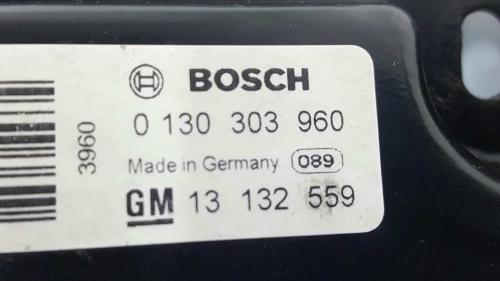 BOSCH
0 130 303 960
3960
Made in Germany 089
GM 13 132 559